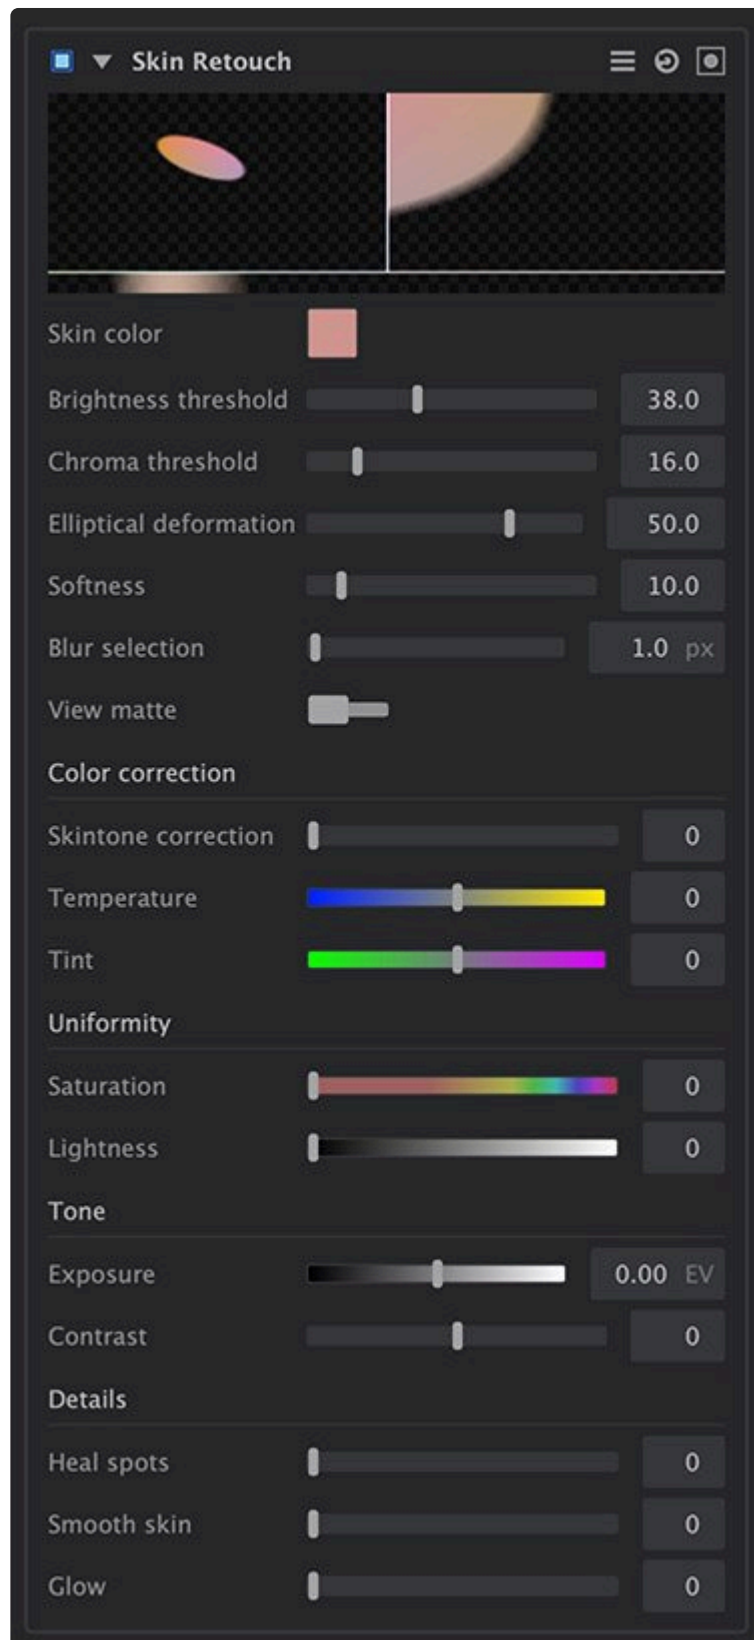 Skin Retouch
Skin color
Brightness threshold 38.0
Chroma threshold 16.0
Elliptical deformation 50.0
Softness 10.0
Blur selection 1.0 px
View matte
Color correction
Skintone correction 0
Temperature 0
Tint 0
Uniformity
Saturation 0
Lightness 0
Tone
Exposure 0.00 EV
Contrast 0
Details
Heal spots 0
Smooth skin 0
Glow 0